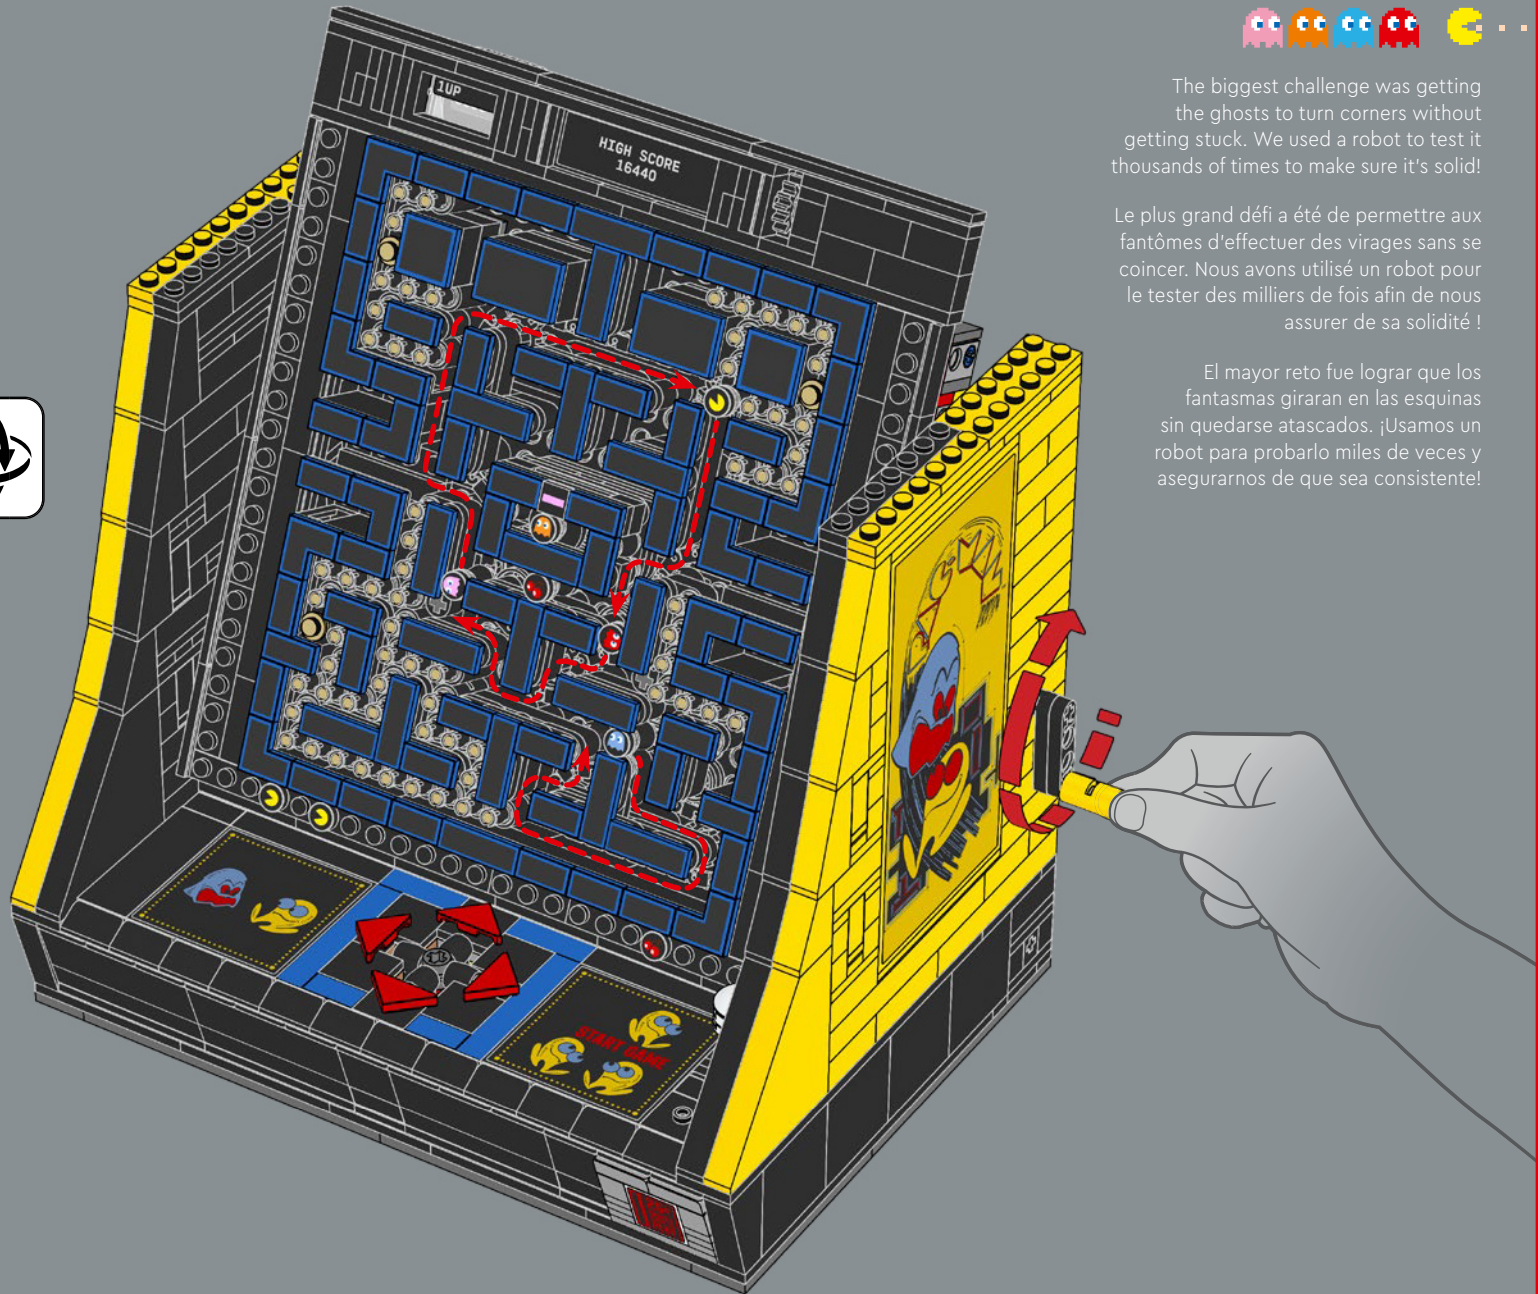 1UP
HIGH SCORE
16440
The biggest challenge was getting
the ghosts to turn corners without
getting stuck. We used a robot to test it
thousands of times to make sure it's solid!
Le plus grand défi a été de permettre aux
fantômes d'effectuer des virages sans se
coincer. Nous avons utilisé un robot pour
le tester des milliers de fois afin de nous
assurer de sa solidité !
El mayor reto fue lograr que los
fantasmas giraran en las esquinas
sin quedarse atascados. ¡Usamos un
robot para probarlo miles de veces y
asegurarnos de que sea consistente!
START GAME